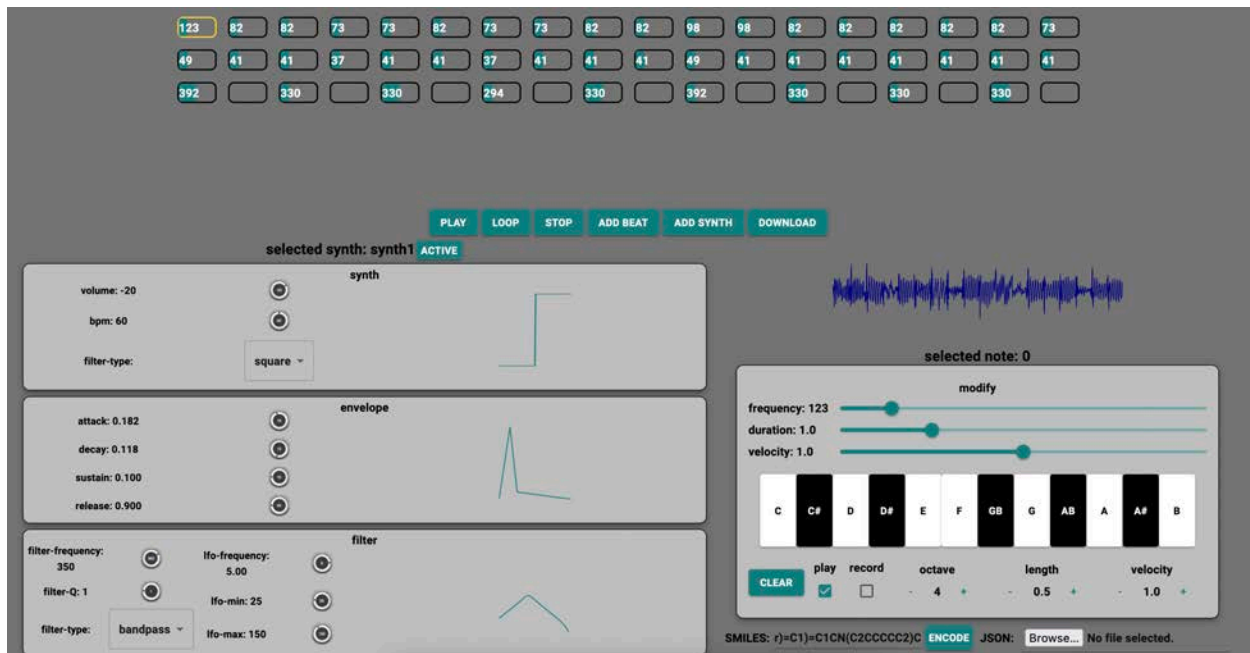 123 82 82 73 73 82 73 73 82 82 98 98 82 82 82 82 82 73
49 41 41 37 41 41 37 41 41 41 49 41 41 41 41 41 41 41
392 330 330 294 330 392 330 330 330
PLAY LOOP STOP ADD BEAT ADD SYNTH DOWNLOAD
selected synth: synth1 ACTIVE
synth
volume: -20
bpm: 60
filter-type: square
envelope
attack: 0.182
decay: 0.118
sustain: 0.100
release: 0.900
filter
filter-frequency:
350
lfo-frequency:
5.00
filter-Q: 1
lfo-min: 25
filter-type: bandpass
lfo-max: 150
selected note: 0
modify
frequency: 123
duration: 1.0
velocity: 1.0
C C# D D# E F GB G AB A A# B
play record octave length velocity
CLEAR - 4 + - 0.5 + - 1.0 +
SMILES: r)=C1)=C1CN(C2CCCCC2)C ENCODE JSON: Browse... No file selected.